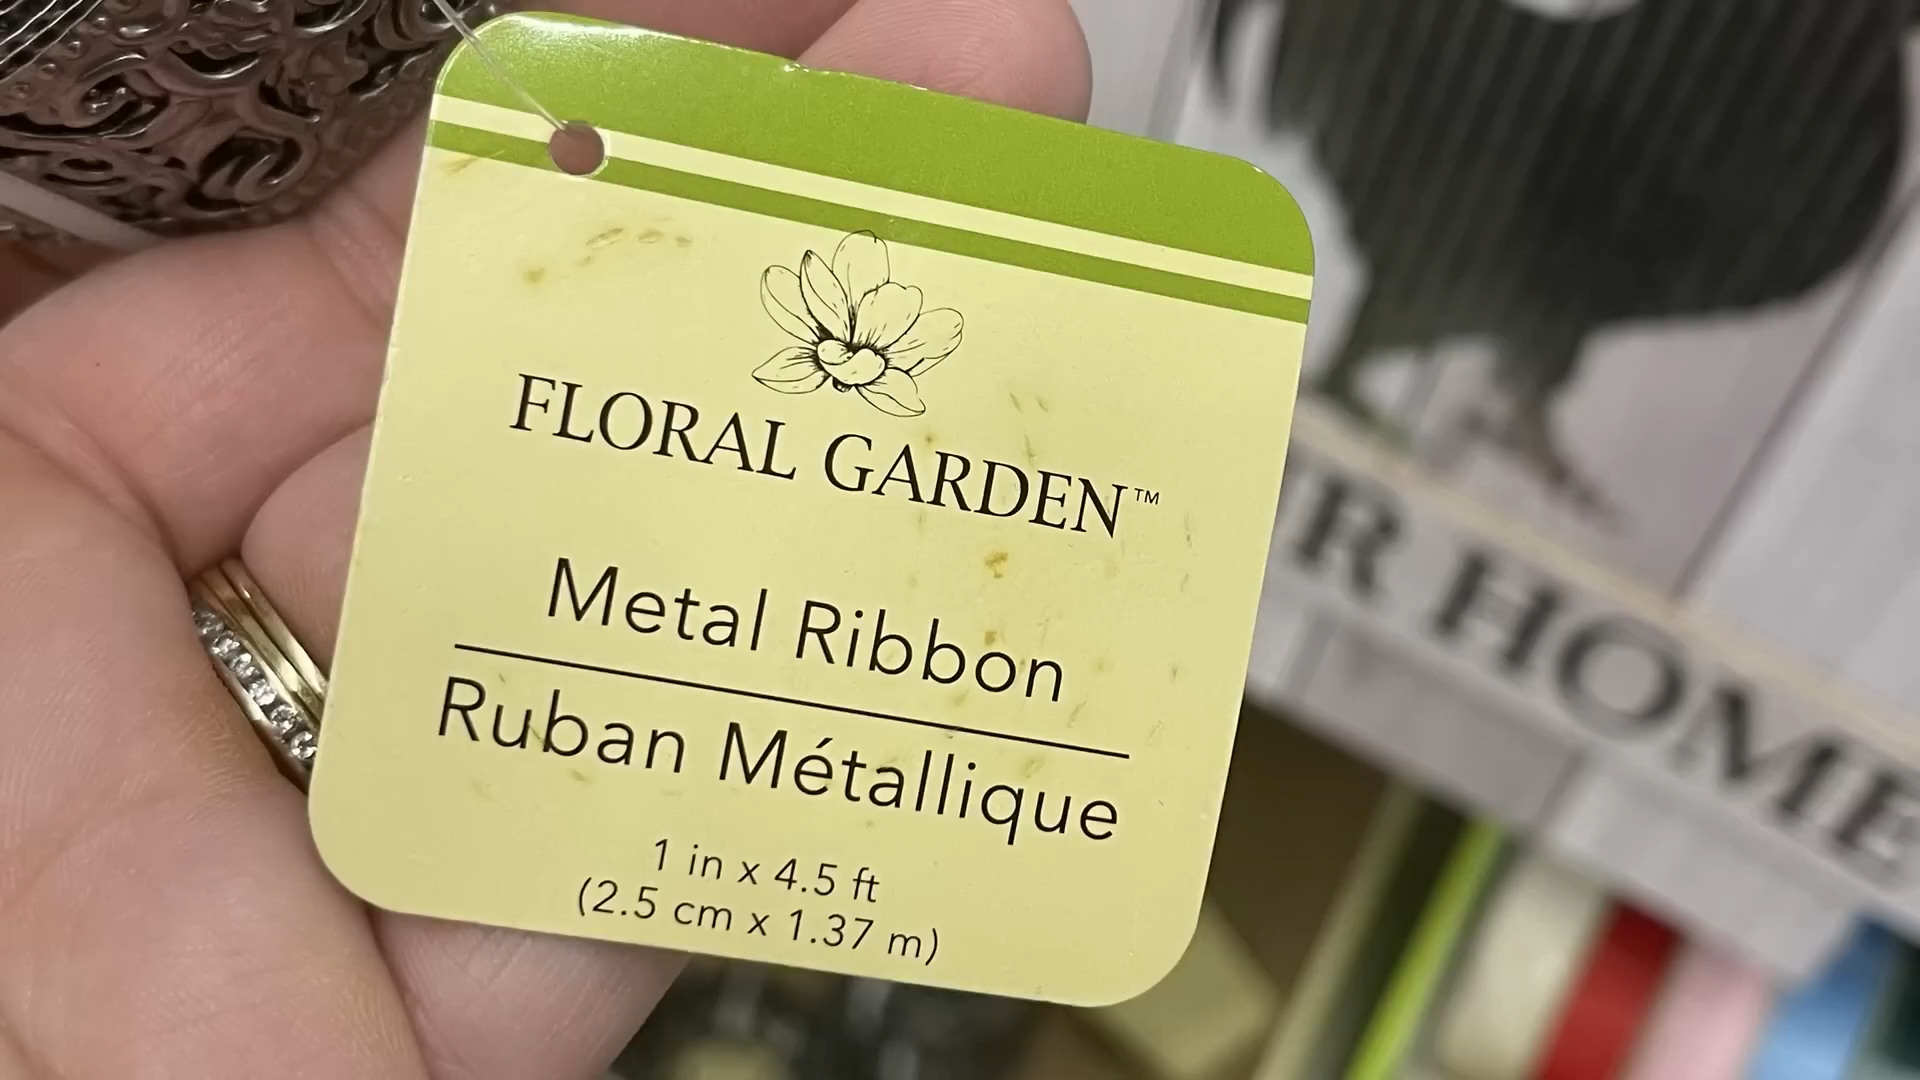 FLORAL GARDEN™
Metal Ribbon
Ruban Métallique
1 in x 4.5 ft
(2.5 cm x 1.37 m)
R HOME